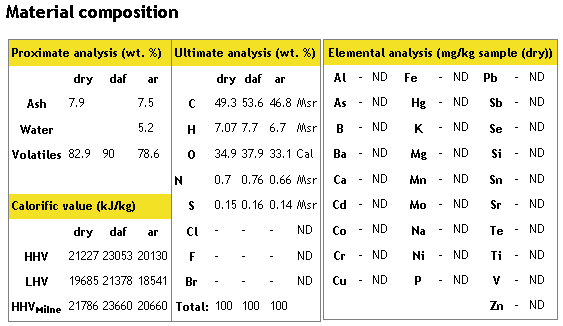 Material composition
Proximate analysis (wt. %)
dry daf ar
Ash 7.9 7.5
Water 5.2
Volatiles 82.9 90 78.6
Calorific value (kJ/kg)
dry daf ar
HHV 21227 23053 20130
LHV 19685 21378 18541
HHVMilne 21786 23660 20660
Ultimate analysis (wt. %)
dry daf ar
C 49.3 53.6 46.8 Msr
H 7.07 7.7 6.7 Msr
O 34.9 37.9 33.1 Cal
N 0.7 0.76 0.66 Msr
S 0.15 0.16 0.14 Msr
Cl - - - ND
F - - - ND
Br - - - ND
Total: 100 100 100
Elemental analysis (mg/kg sample (dry))
Al - ND Fe - ND Pb - ND
As - ND Hg - ND Sb - ND
B - ND K - ND Se - ND
Ba - ND Mg - ND Si - ND
Ca - ND Mn - ND Sn - ND
Cd - ND Mo - ND Sr - ND
Co - ND Na - ND Te - ND
Cr - ND Ni - ND Ti - ND
Cu - ND P - ND V - ND
Zn - ND